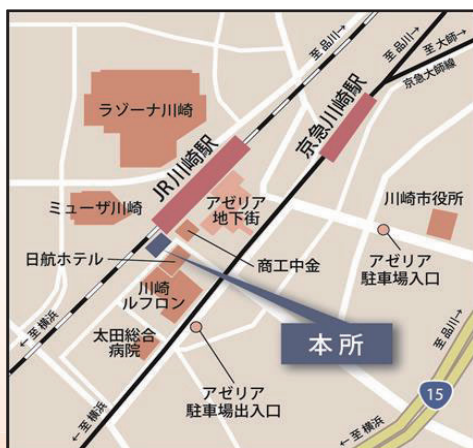 至 品川→
至 品川→
至 大師→
京急大師線
京急川崎駅
ラゾーナ川崎
JR川崎駅
ミューザ川崎
アゼリア
地下街
川崎市役所
日航ホテル
商工中金
アゼリア
駐車場入口
川崎
ルフロン
←至 横浜
太田総合
病院
本所
至 品川→
アゼリア
駐車場出入口
15
←至 横浜
←至 横浜